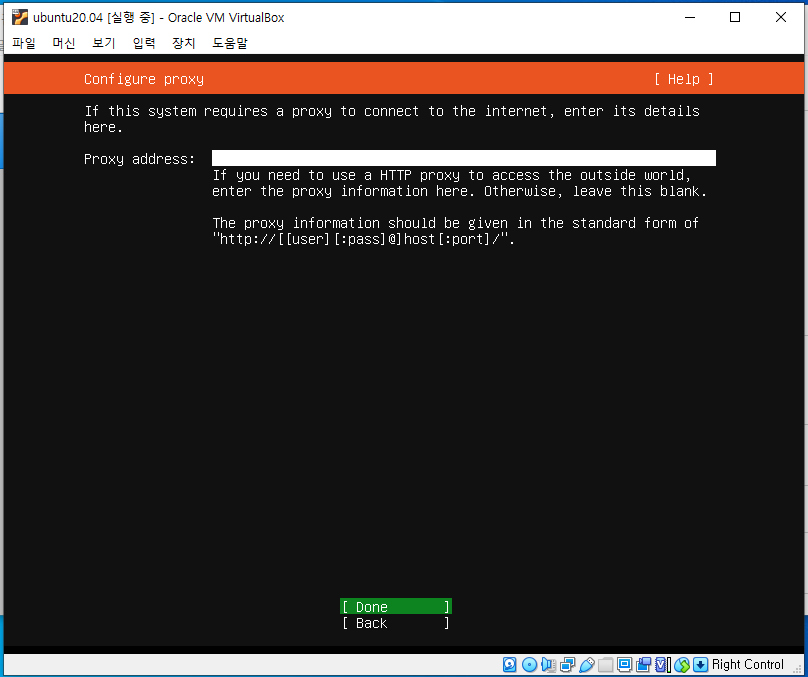 ubuntu20.04 [실행 중] - Oracle VM VirtualBox
파일 머신 보기 입력 장치 도움말
Configure proxy [ Help ]
If this system requires a proxy to connect to the internet, enter its details
here.
Proxy address:
If you need to use a HTTP proxy to access the outside world,
enter the proxy information here. Otherwise, leave this blank.
The proxy information should be given in the standard form of
"http://[[user][:pass]@]host[:port]/".
[ Done ]
[ Back ]
Right Control